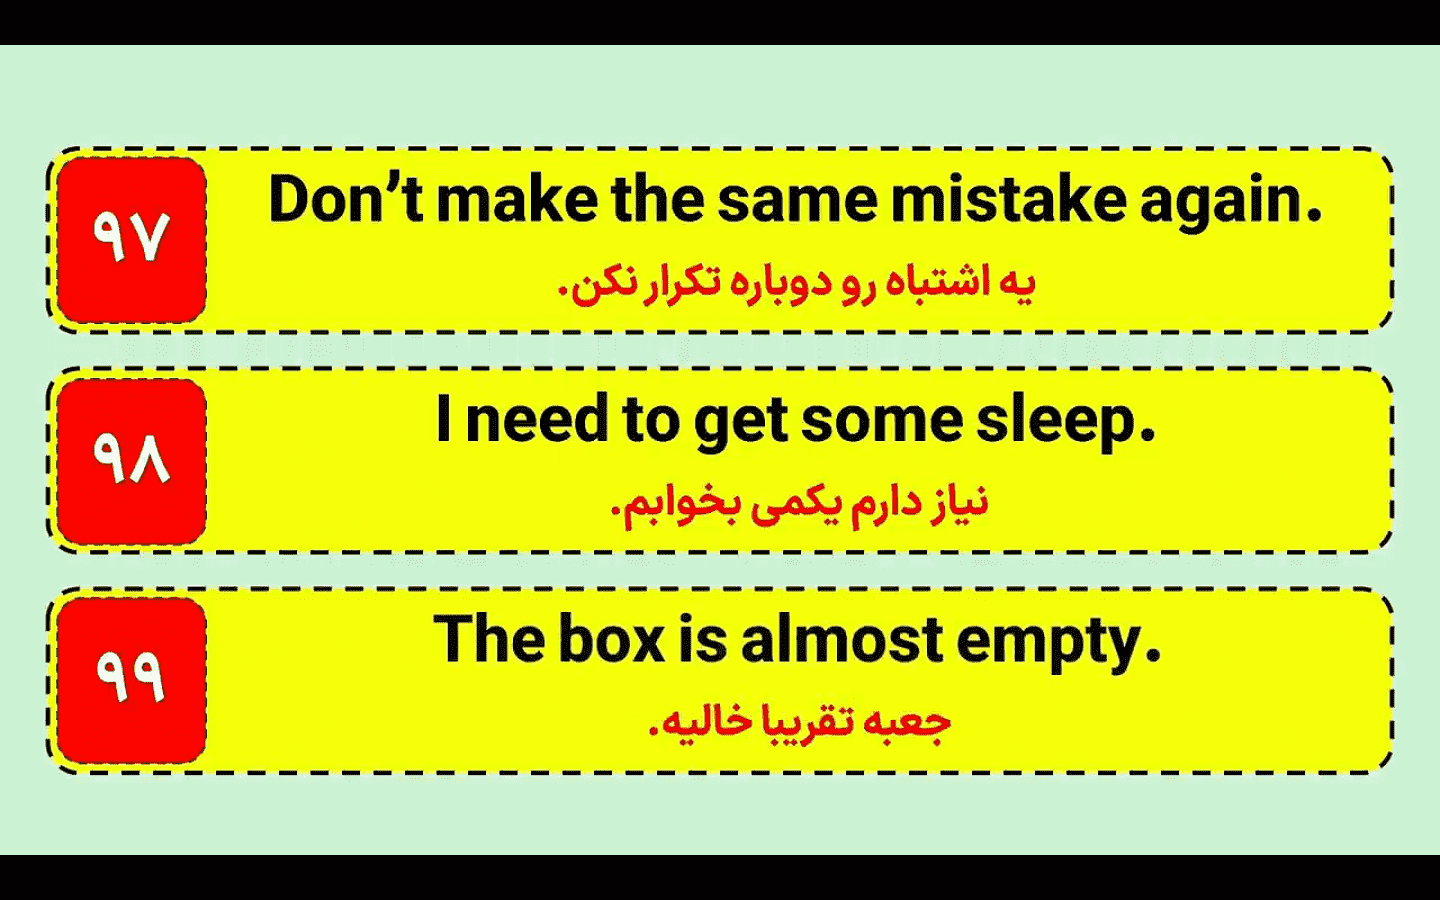 ۹۷
Don’t make the same mistake again.
یه اشتباه رو دوباره تکرار نکن.
۹۸
I need to get some sleep.
نیاز دارم یکمی بخوابم.
۹۹
The box is almost empty.
جعبه تقریبا خالیه.